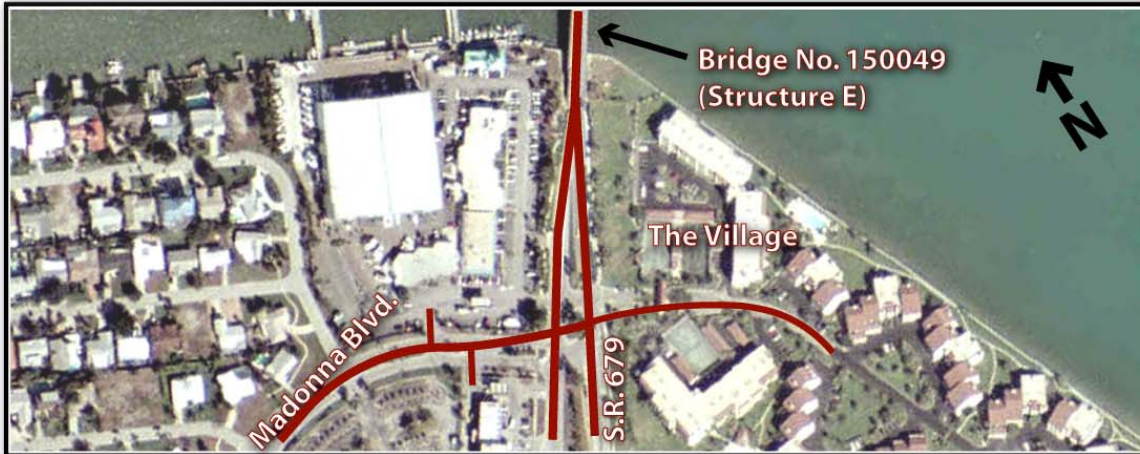 Bridge No. 150049
(Structure E)
N
The Village
Madonna Blvd.
S.R. 679